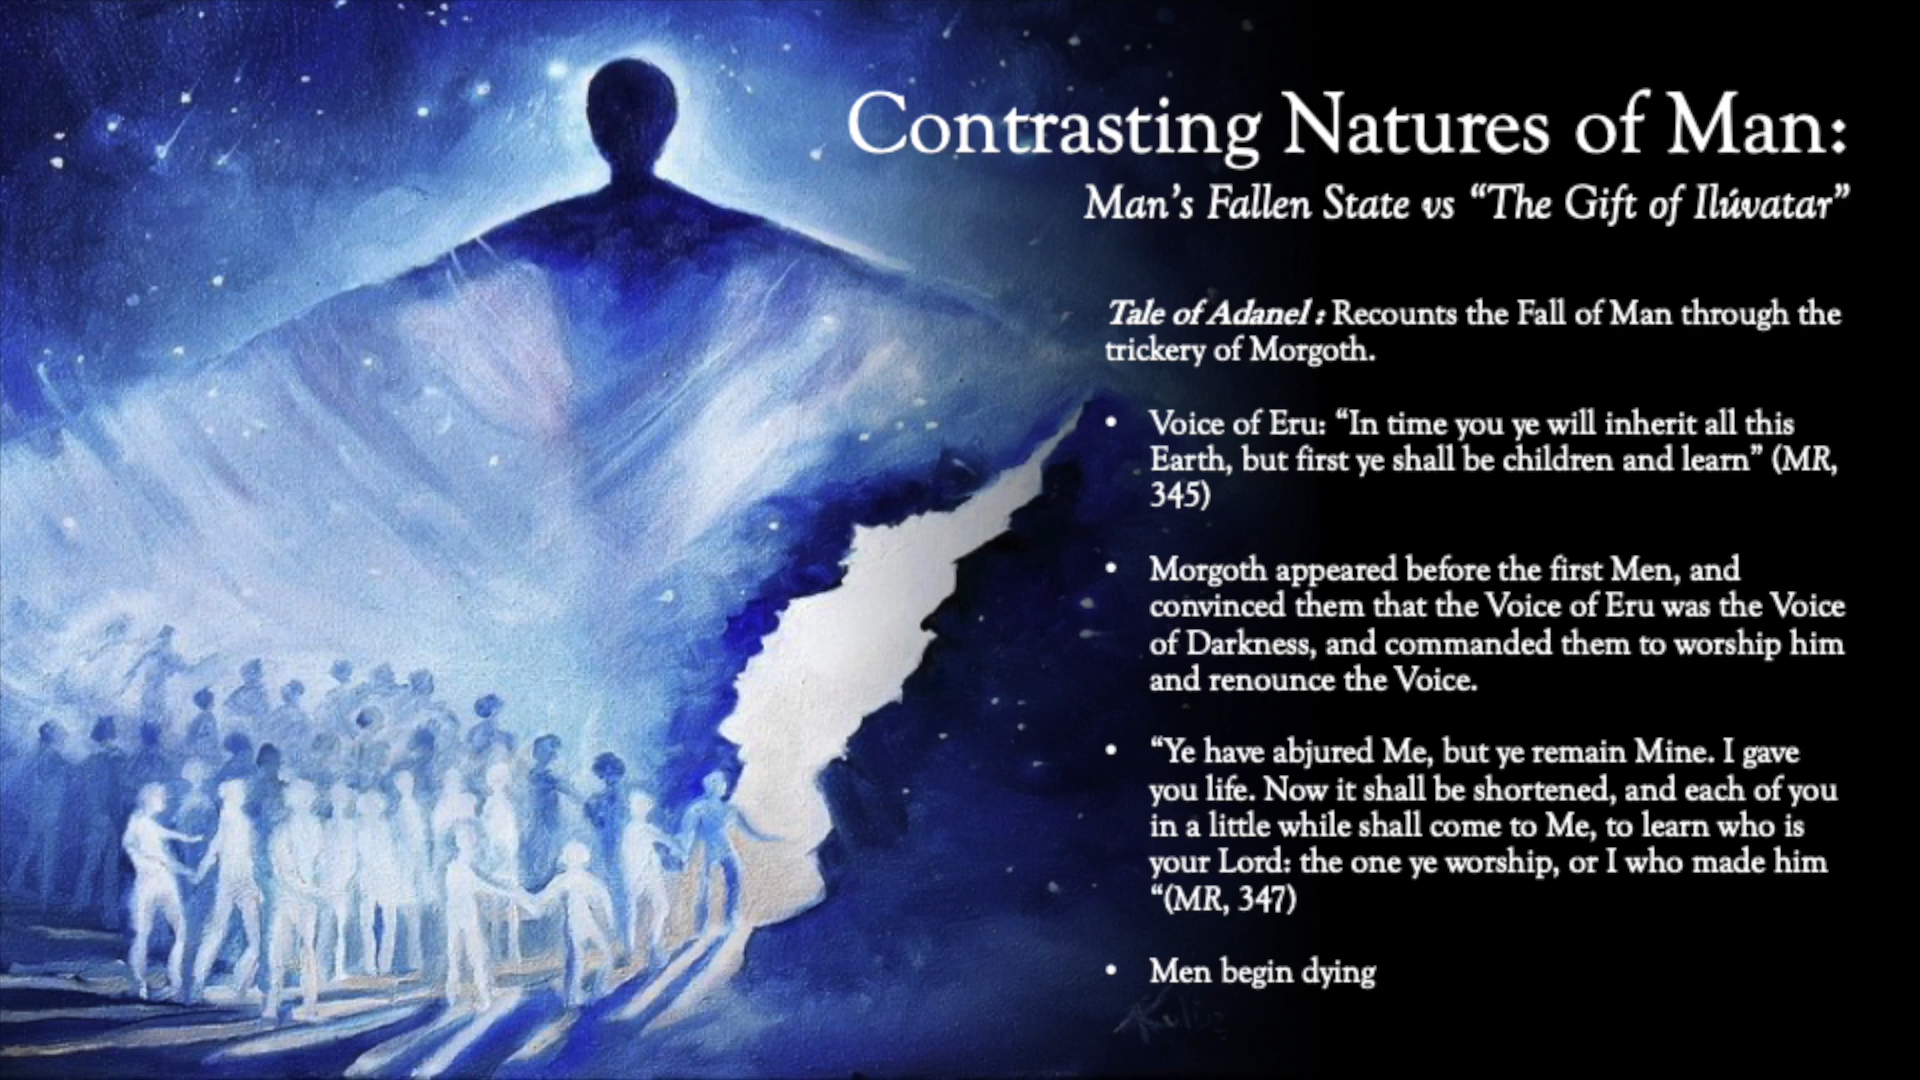 Contrasting Natures of Man:
Man's Fallen State vs “The Gift of Ilúvatar”
Tale of Adanel : Recounts the Fall of Man through the
trickery of Morgoth.
• Voice of Eru: “In time you ye will inherit all this
Earth, but first ye shall be children and learn” (MR,
345)
• Morgoth appeared before the first Men, and
convinced them that the Voice of Eru was the Voice
of Darkness, and commanded them to worship him
and renounce the Voice.
• “Ye have abjured Me, but ye remain Mine. I gave
you life. Now it shall be shortened, and each of you
in a little while shall come to Me, to learn who is
your Lord: the one ye worship, or I who made him
“(MR, 347)
• Men begin dying